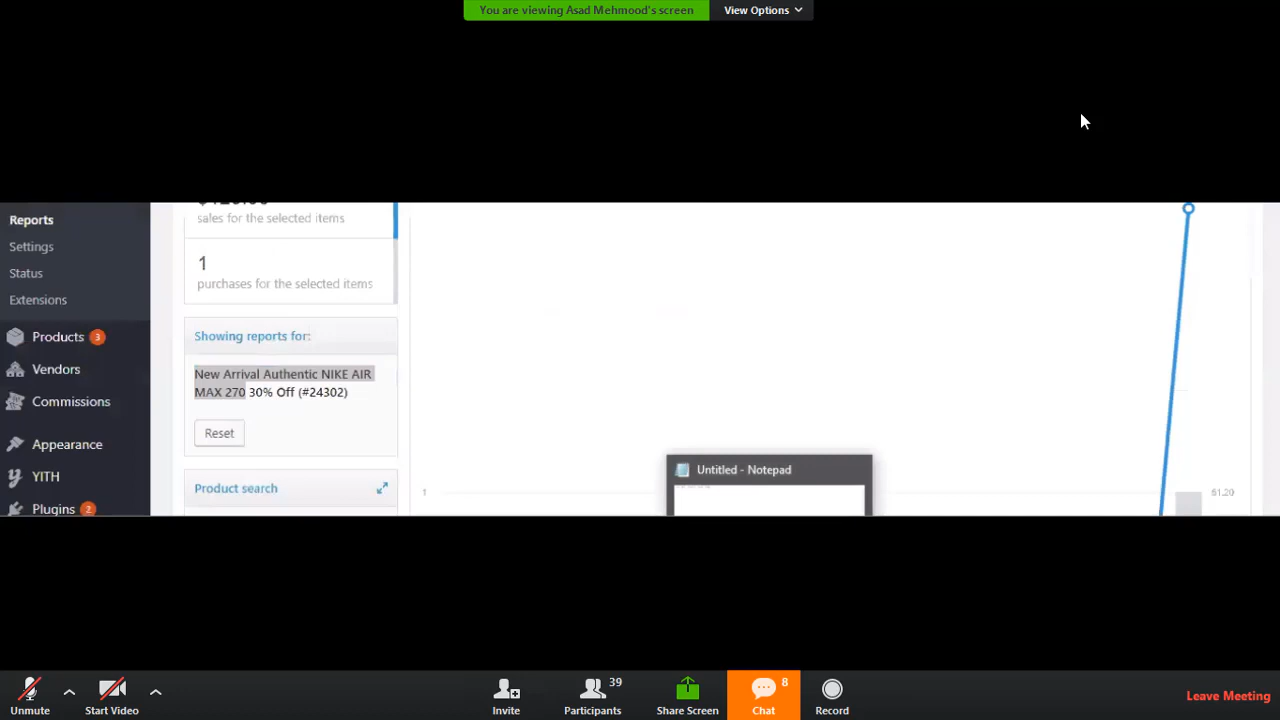 You are viewing Asad Mehmood's screen
View Options
Reports
Settings
Status
Extensions
Products 3
Vendors
Commissions
Appearance
YITH
Plugins 2
sales for the selected items
1
purchases for the selected items
Showing reports for:
New Arrival Authentic NIKE AIR
MAX 270 30% Off (#24302)
Reset
Product search
1
Untitled - Notepad
51.20
Unmute
Start Video
Invite
39
Participants
Share Screen
8
Chat
Record
Leave Meeting